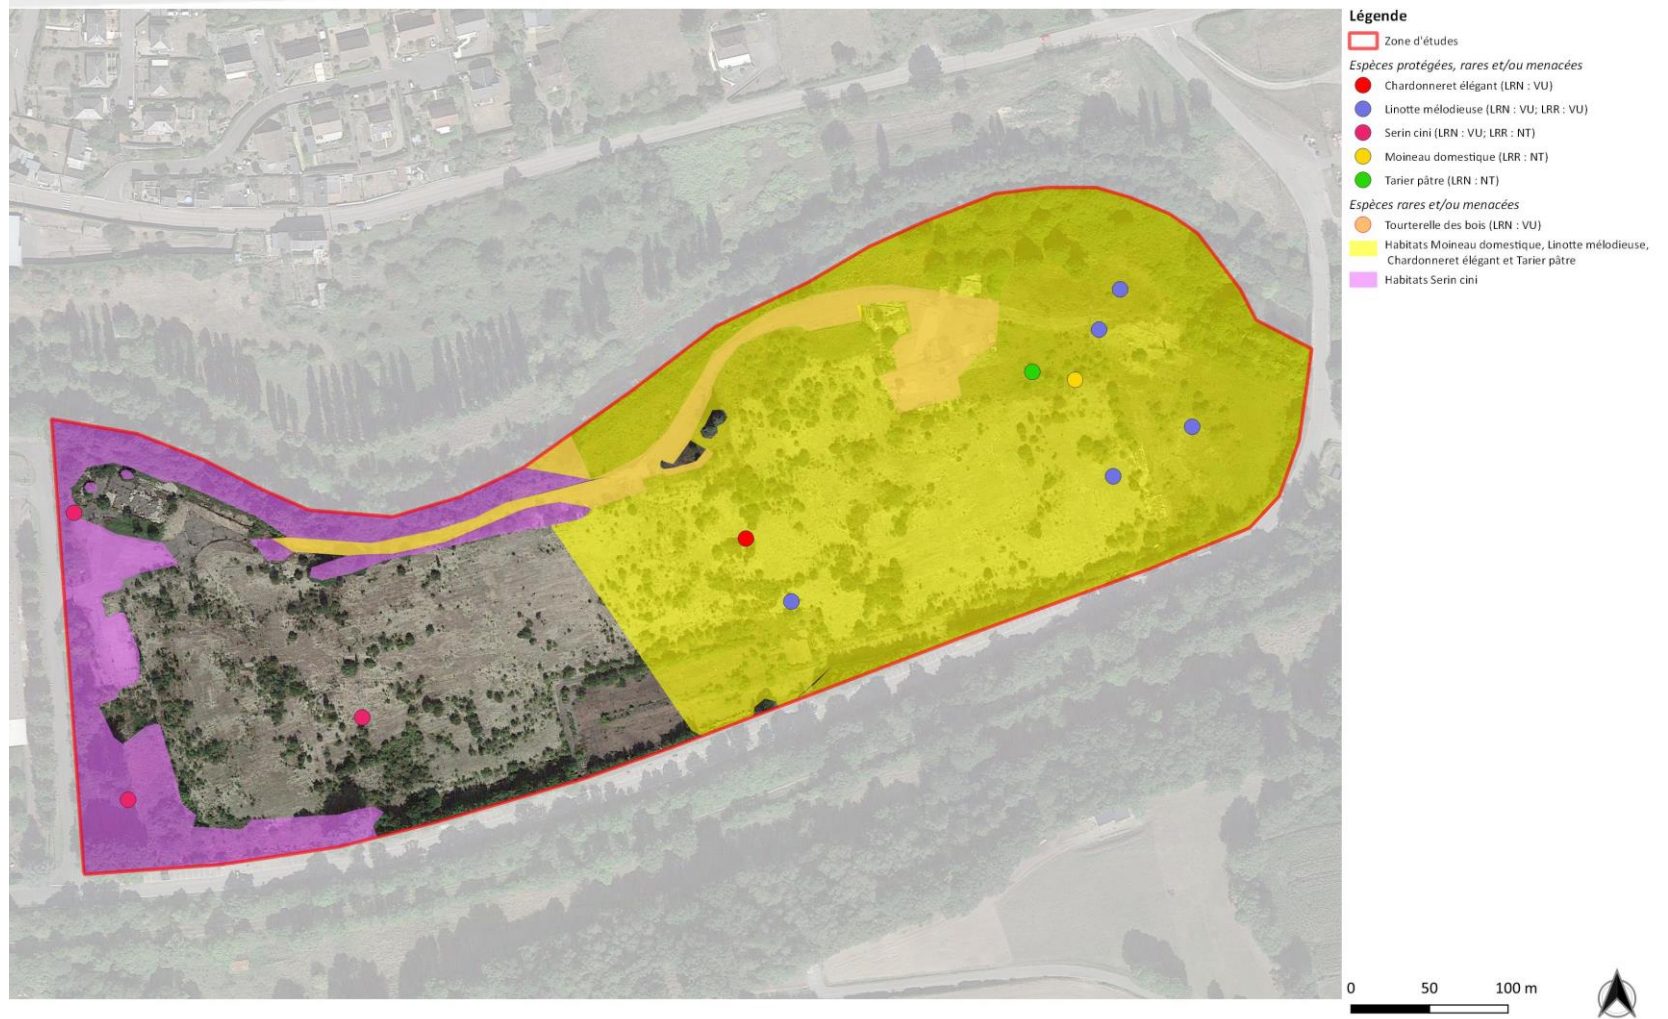 Légende
Zone d'études
Espèces protégées, rares et/ou menacées
Chardonneret élégant (LRN : VU)
Linotte mélodieuse (LRN : VU; LRR : VU)
Serin cini (LRN : VU; LRR : NT)
Moineau domestique (LRR : NT)
Tarier pâtre (LRN : NT)
Espèces rares et/ou menacées
Tourterelle des bois (LRN : VU)
Habitats Moineau domestique, Linotte mélodieuse,
Chardonneret élégant et Tarier pâtre
Habitats Serin cini
0 50 100 m